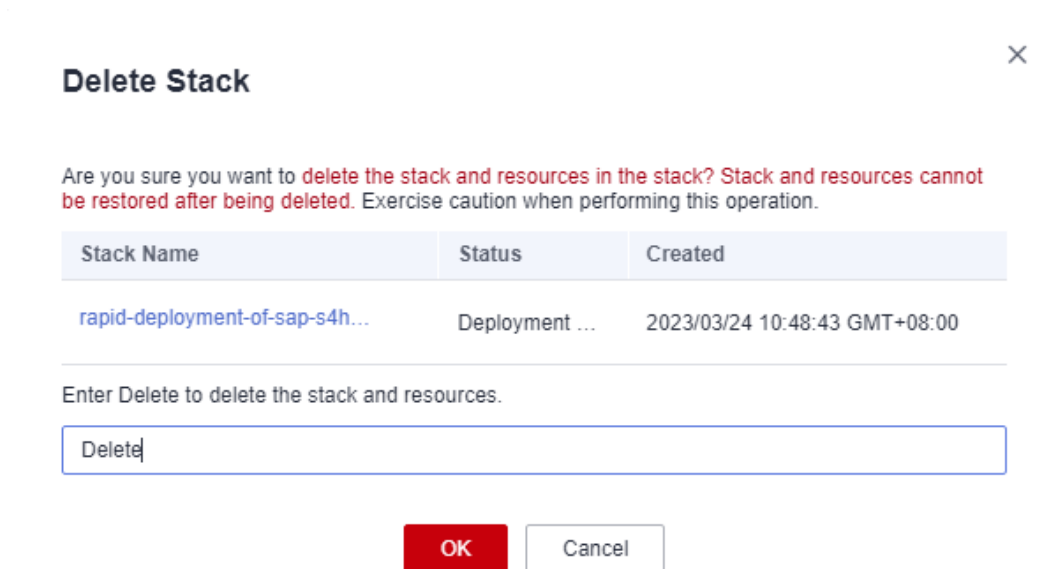 Delete Stack
Are you sure you want to delete the stack and resources in the stack? Stack and resources cannot
be restored after being deleted. Exercise caution when performing this operation.
Stack Name Status Created
rapid-deployment-of-sap-s4h... Deployment ... 2023/03/24 10:48:43 GMT+08:00
Enter Delete to delete the stack and resources.
Delete
OK Cancel